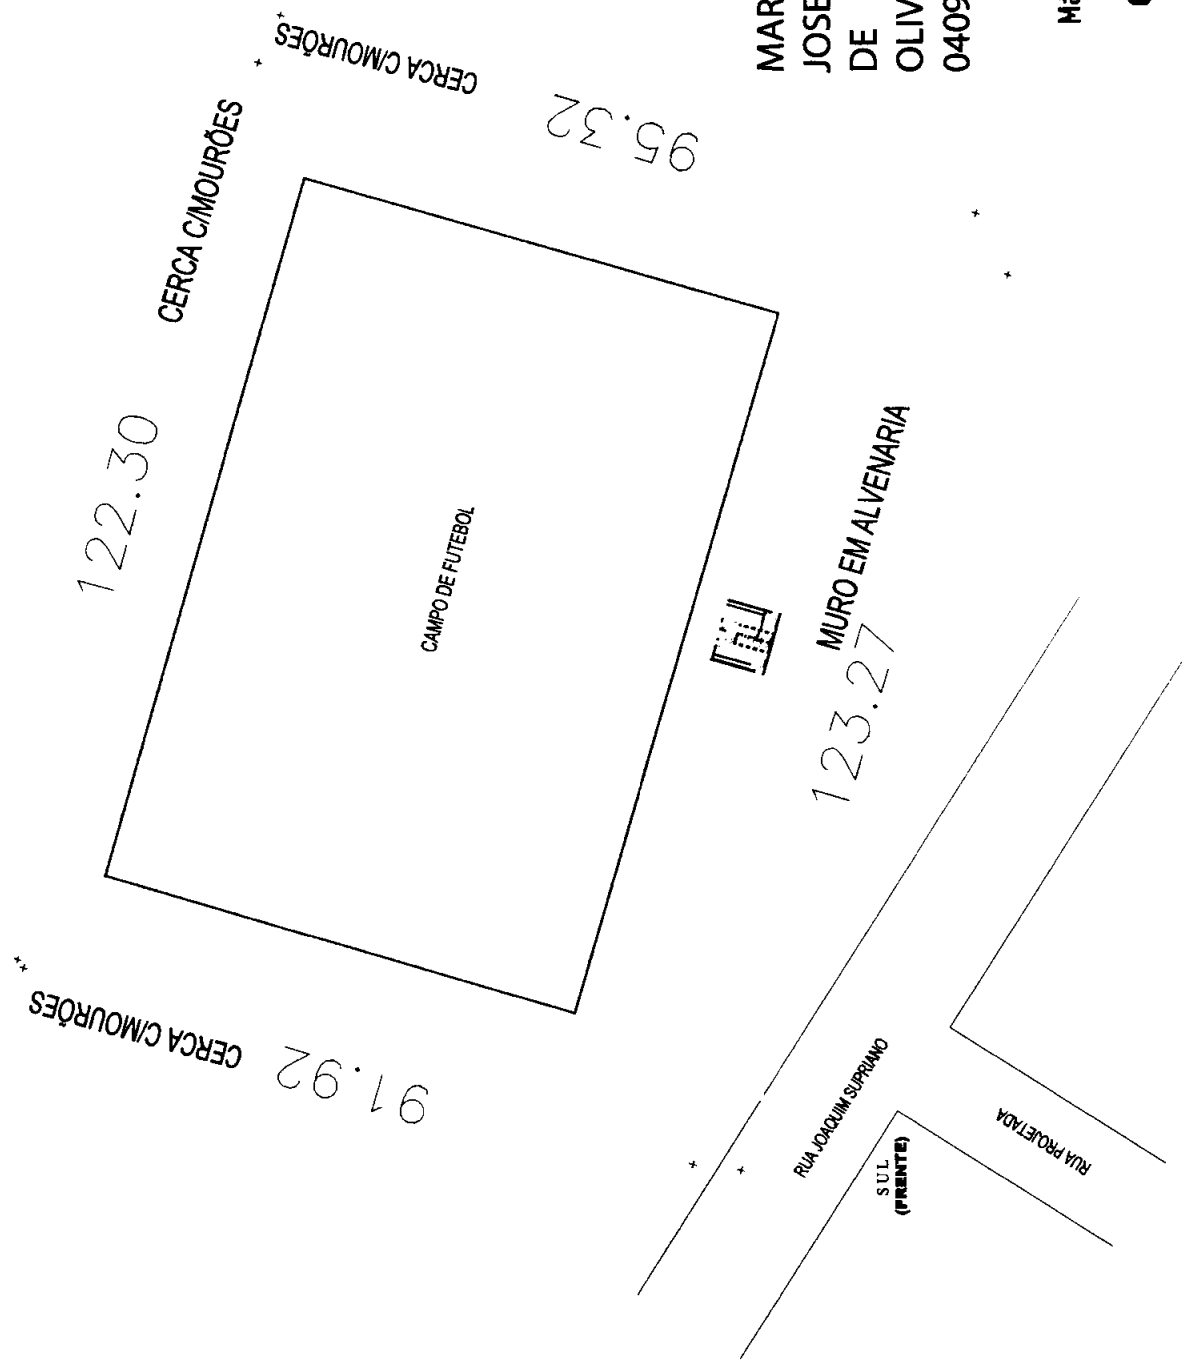 CERCA C/MOURÕES
95.32
CERCA C/MOURÕES
122.30
CAMPO DE FUTEBOL
MURO EM ALVENARIA
123.27
CERCA C/MOURÕES
91.92
RUA JOAQUIM SUPRIANO
SUL
(FRENTE)
RUA PROJETADA
MAR
JOSE
DE
OLIV
0409